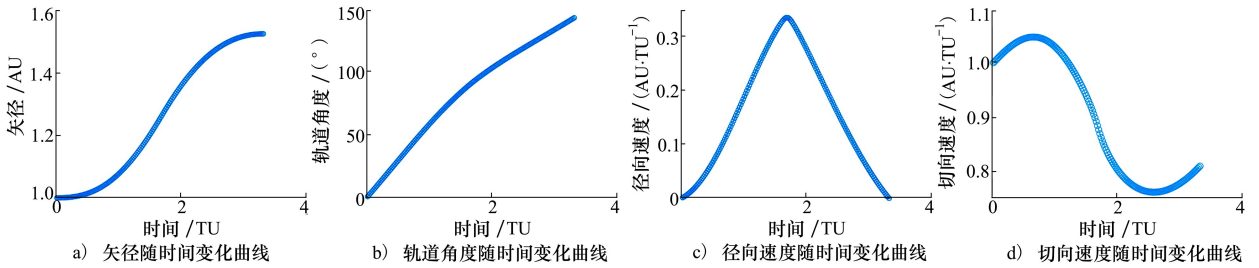 1.6
1.4
1.2
1.0
0
2
4
矢径 /AU
时间 /TU
a) 矢径随时间变化曲线
150
100
50
0
0
2
4
轨道角度 /(°)
时间 /TU
b) 轨道角度随时间变化曲线
0.3
0.2
0.1
0
0
2
4
径向速度 /(AU·TU⁻¹)
时间 /TU
c) 径向速度随时间变化曲线
1.1
1.0
0.9
0.8
0
2
4
切向速度 /(AU·TU⁻¹)
时间 /TU
d) 切向速度随时间变化曲线